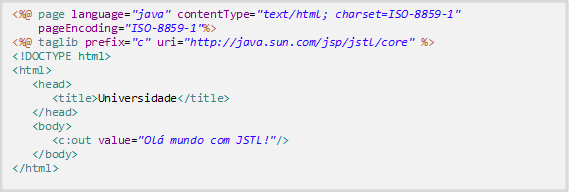 <%@ page language="java" contentType="text/html; charset=ISO-8859-1"
    pageEncoding="ISO-8859-1"%>
<%@ taglib prefix="c" uri="http://java.sun.com/jsp/jstl/core" %>
<!DOCTYPE html>
<html>
   <head>
      <title>Universidade</title>
   </head>
   <body>
      <c:out value="Olá mundo com JSTL!"/>
   </body>
</html>